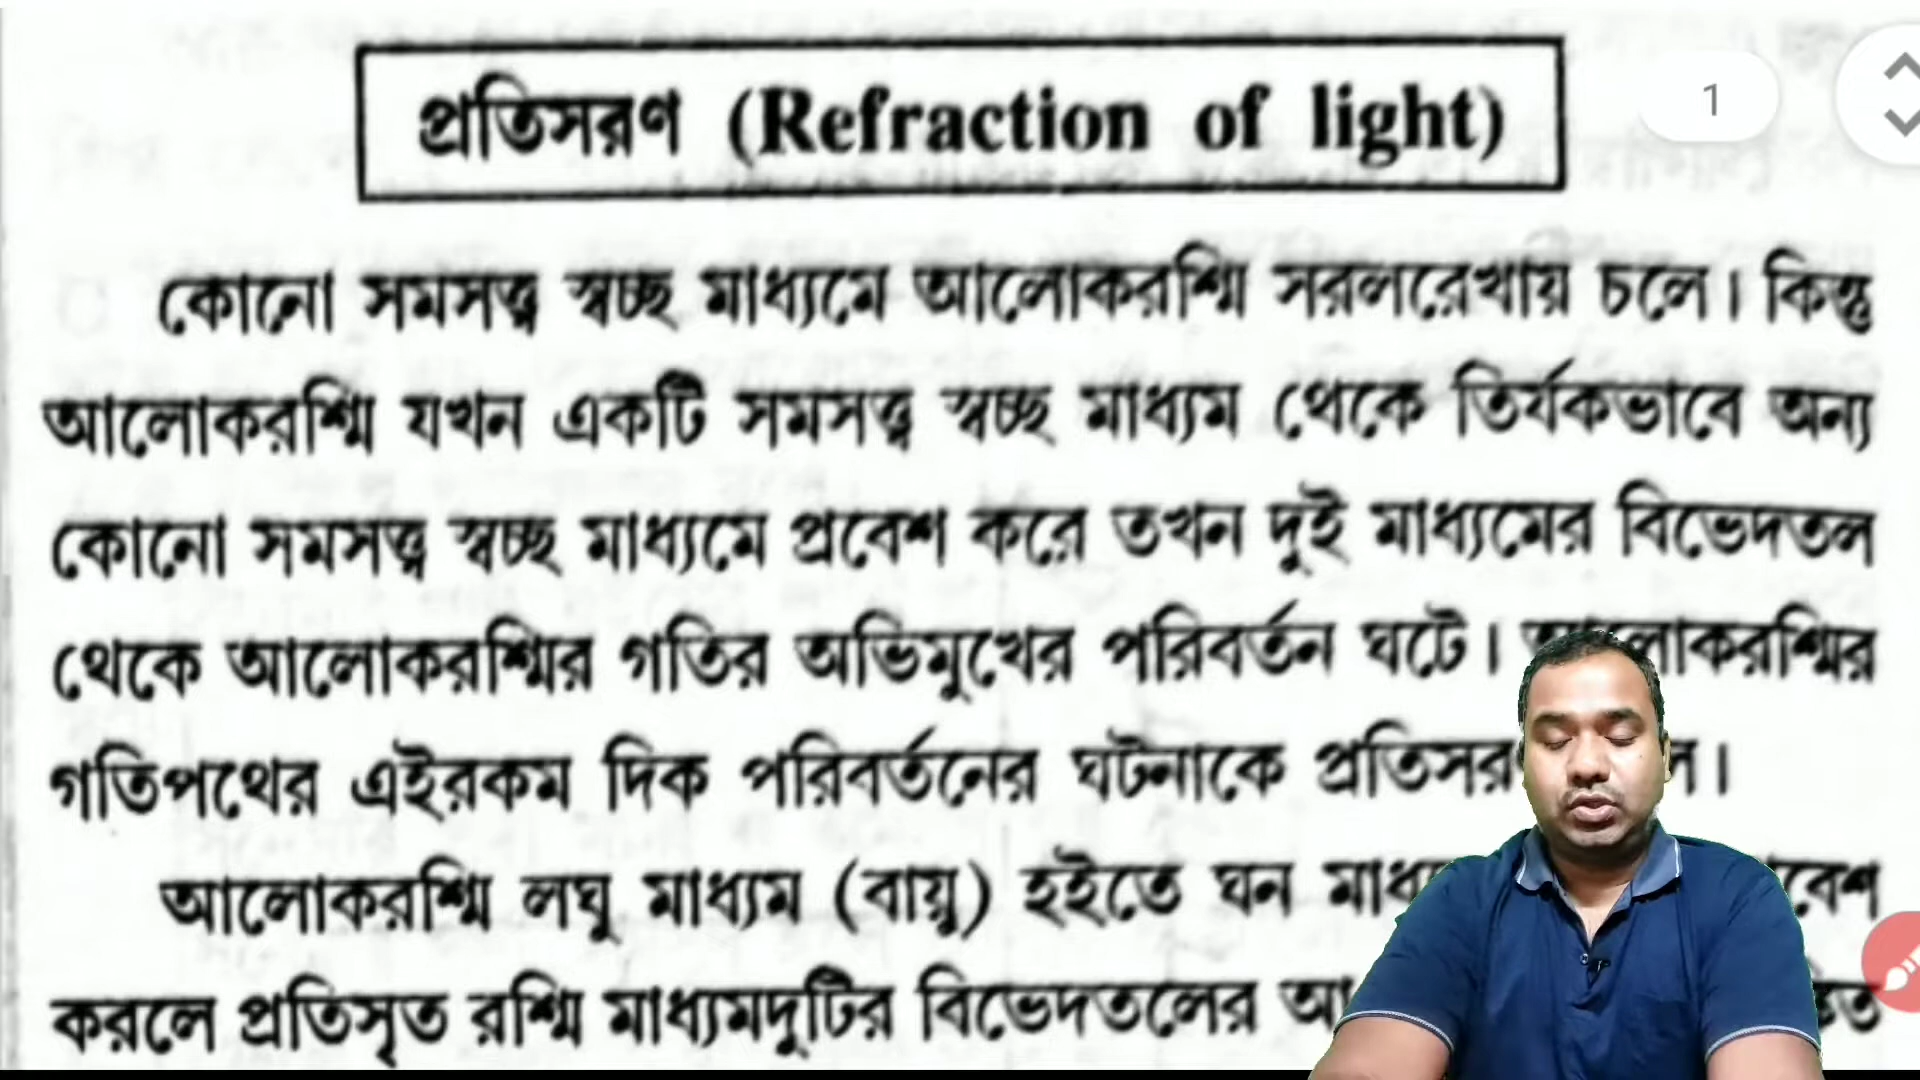 প্রতিসরণ (Refraction of light)
1
কোনো সমসত্ত্ব স্বচ্ছ মাধ্যমে আলোকরশ্মি সরলরেখায় চলে। কিন্তু
আলোকরশ্মি যখন একটি সমসত্ত্ব স্বচ্ছ মাধ্যম থেকে তির্যকভাবে অন্য
কোনো সমসত্ত্ব স্বচ্ছ মাধ্যমে প্রবেশ করে তখন দুই মাধ্যমের বিভেদতল
থেকে আলোকরশ্মির গতির অভিমুখের পরিবর্তন ঘটে। আলোকরশ্মির
গতিপথের এইরকম দিক পরিবর্তনের ঘটনাকে
আলোকরশ্মি লঘু মাধ্যম (বায়ু) হইতে ঘন
করলে প্রতিসৃত রশ্মি মাধ্যমদুটির বিভেদতলের